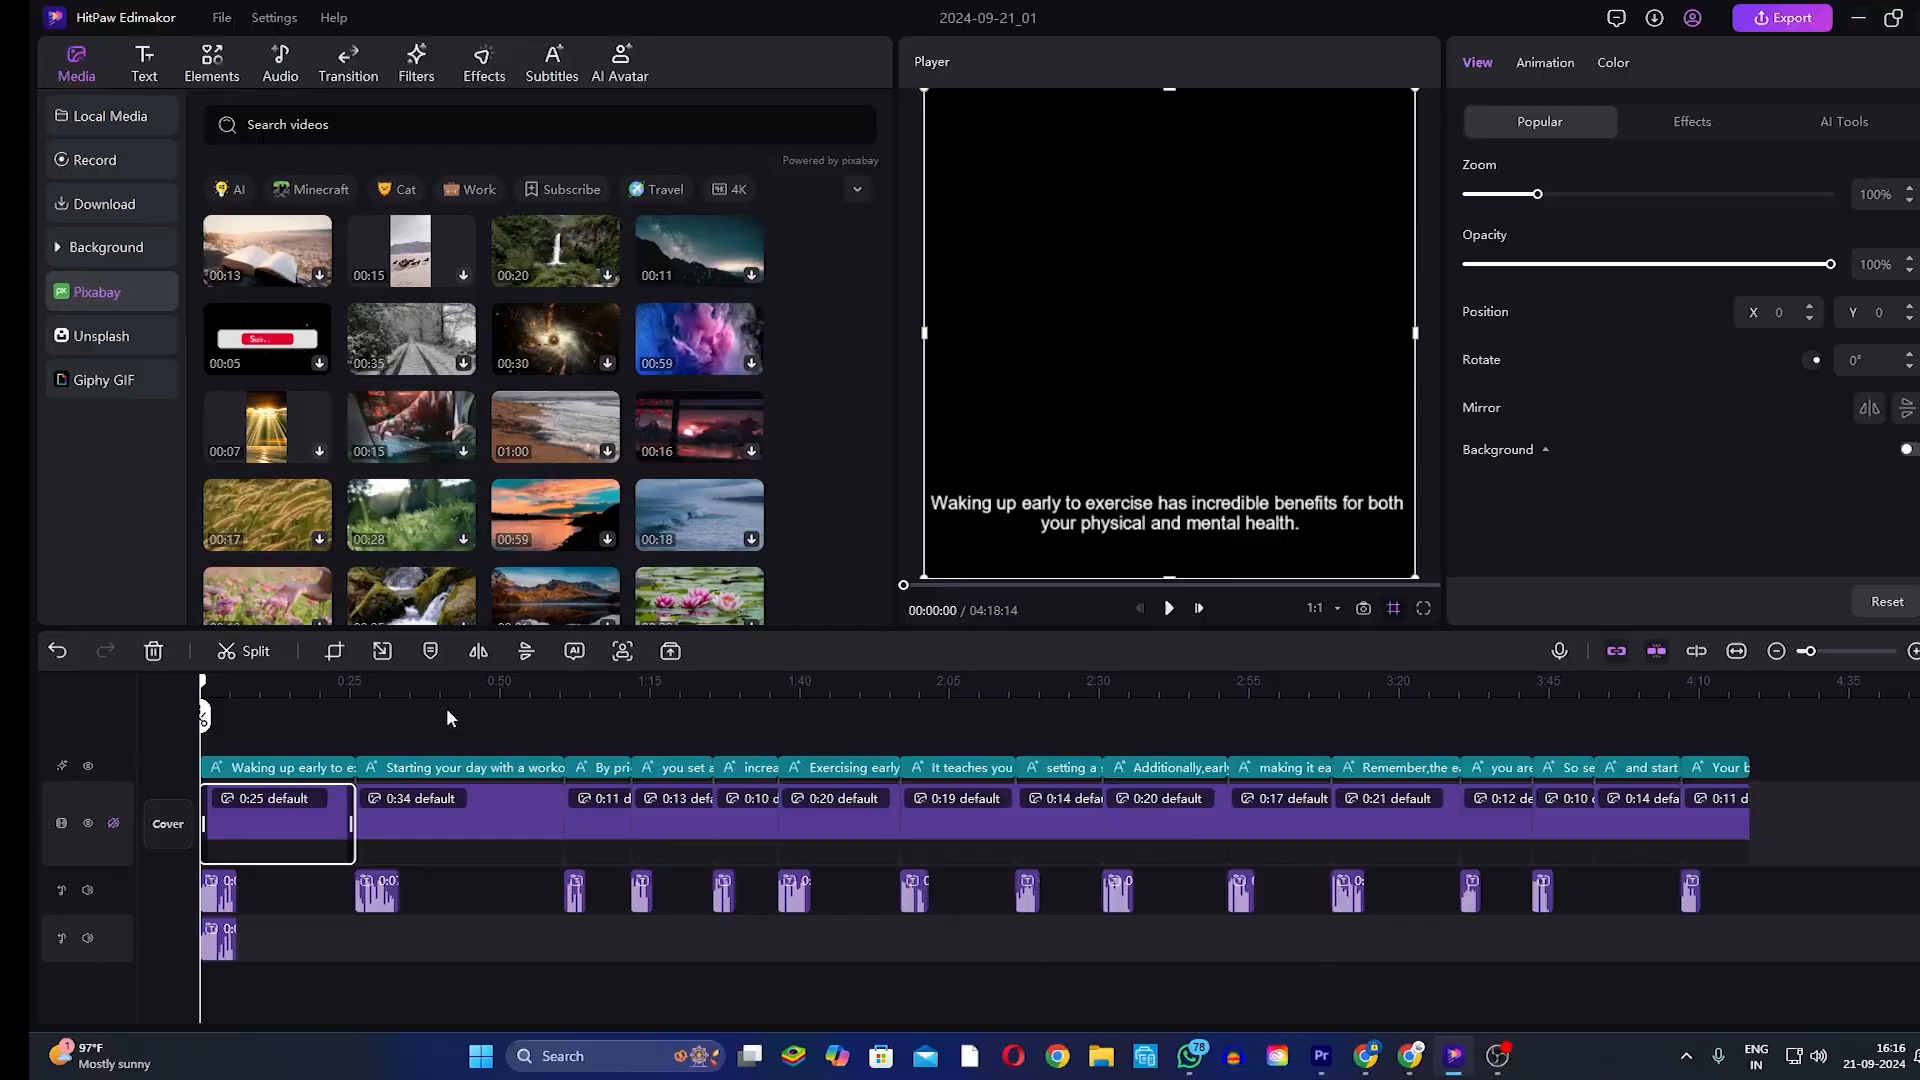 HitPaw Edimakor
File
Settings
Help
2024-09-21_01
Export
Media
Text
Elements
Audio
Transition
Filters
Effects
Subtitles
AI Avatar
Player
View
Animation
Color
Local Media
Record
Download
Background
Pixabay
Unsplash
Giphy GIF
Search videos
Powered by pixabay
AI
Minecraft
Cat
Work
Subscribe
Travel
4K
00:13
00:15
00:20
00:11
00:05
00:35
00:30
00:59
00:07
00:15
01:00
00:16
00:17
00:28
00:59
00:18
Waking up early to exercise has incredible benefits for both
your physical and mental health.
00:00:00 / 04:18:14
1:1
Popular
Effects
AI Tools
Zoom
100%
Opacity
100%
Position
X 0
Y 0
Rotate
0°
Mirror
Background
Reset
Split
0:25
0:50
1:15
1:40
2:05
2:30
2:55
3:20
3:45
4:10
4:35
Waking up early to e
Starting your day with a worko
By pri
you set a
increa
Exercising early
It teaches you
setting a
Additionally,earl
making it ea
Remember,the e
you are
So se
and start
Your b
Cover
0:25 default
0:34 default
0:11 d
0:13 defa
0:10 d
0:20 default
0:19 default
0:14 defa
0:20 default
0:17 default
0:21 default
0:12 de
0:10
0:14 defa
0:11 d
97°F
Mostly sunny
Search
78
Pr
ENG
IN
16:16
21-09-2024